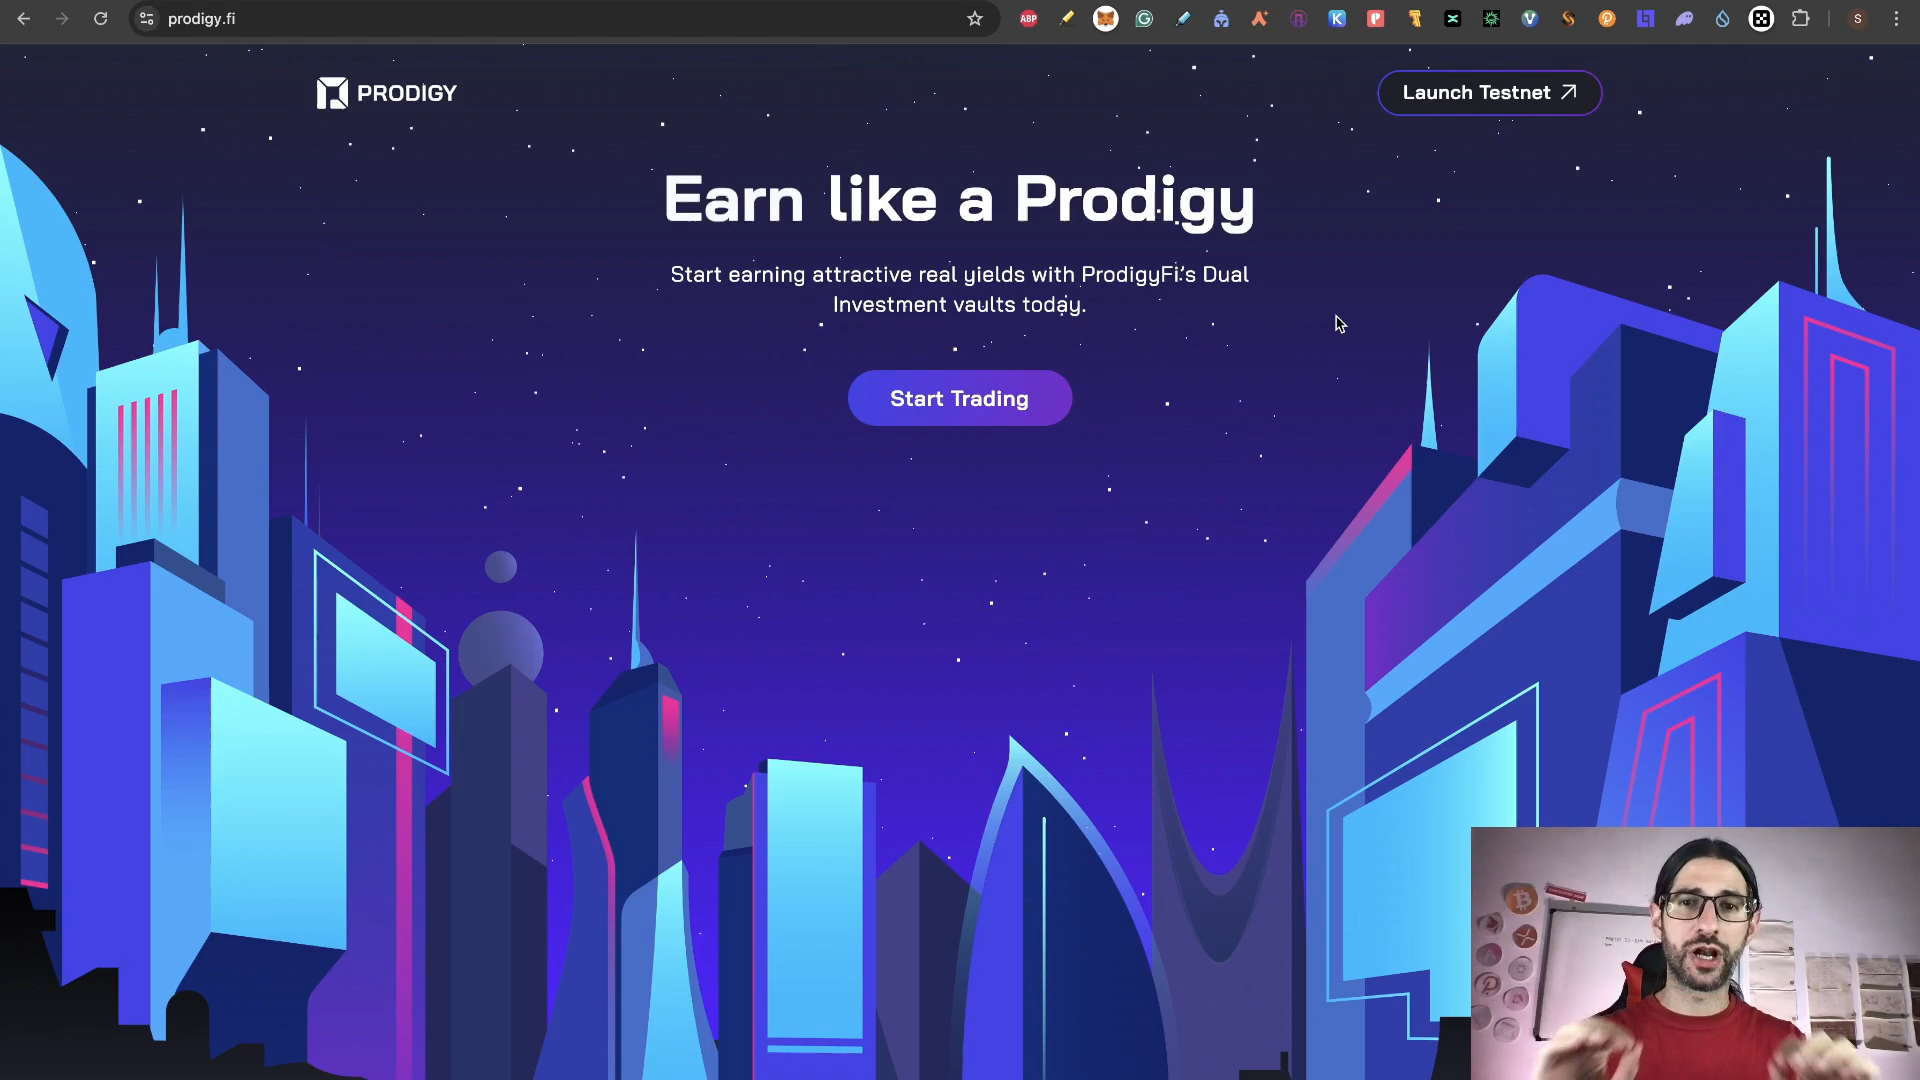 prodigy.fi
ABP
S
PRODIGY
Launch Testnet
Earn like a Prodigy
Start earning attractive real yields with ProdigyFi's Dual
Investment vaults today.
Start Trading